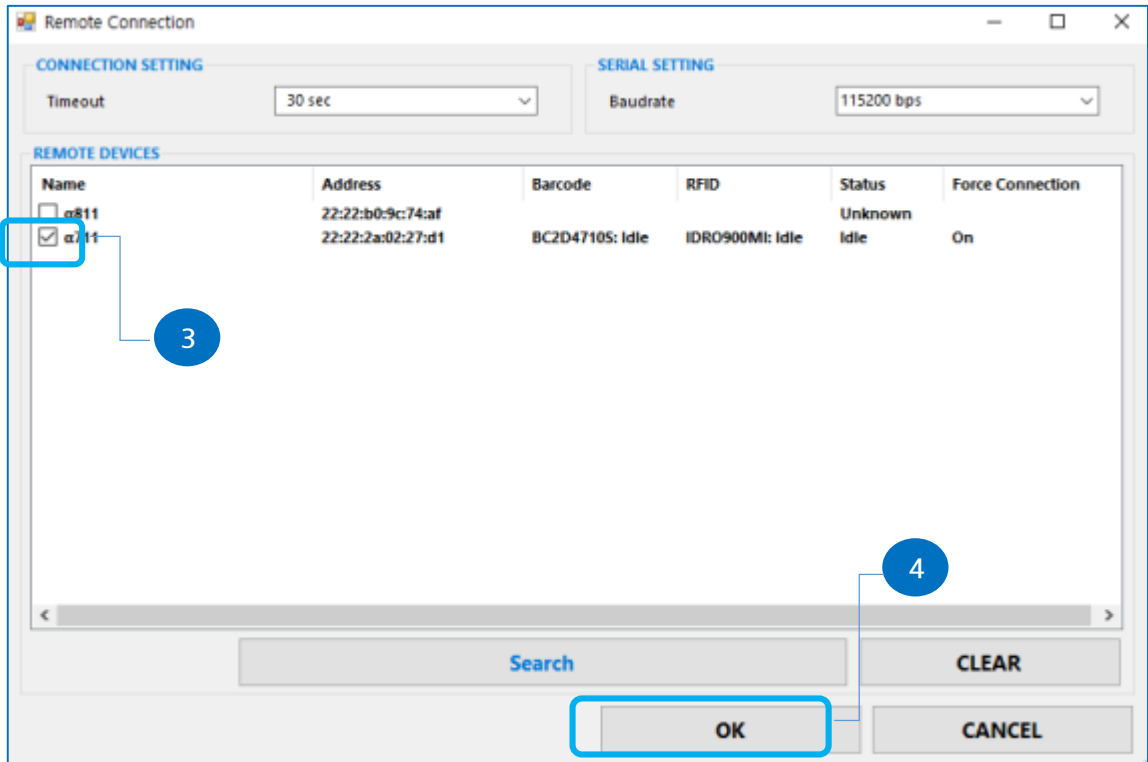 Remote Connection
CONNECTION SETTING SERIAL SETTING
Timeout 30 sec Baudrate 115200 bps
REMOTE DEVICES
Name Address Barcode RFID Status Force Connection
α811 22:22:b0:9c:74:af Unknown
α711 22:22:2a:02:27:d1 BC2D4710S: Idle IDRO900MI: Idle Idle On
3
4
Search CLEAR
OK CANCEL